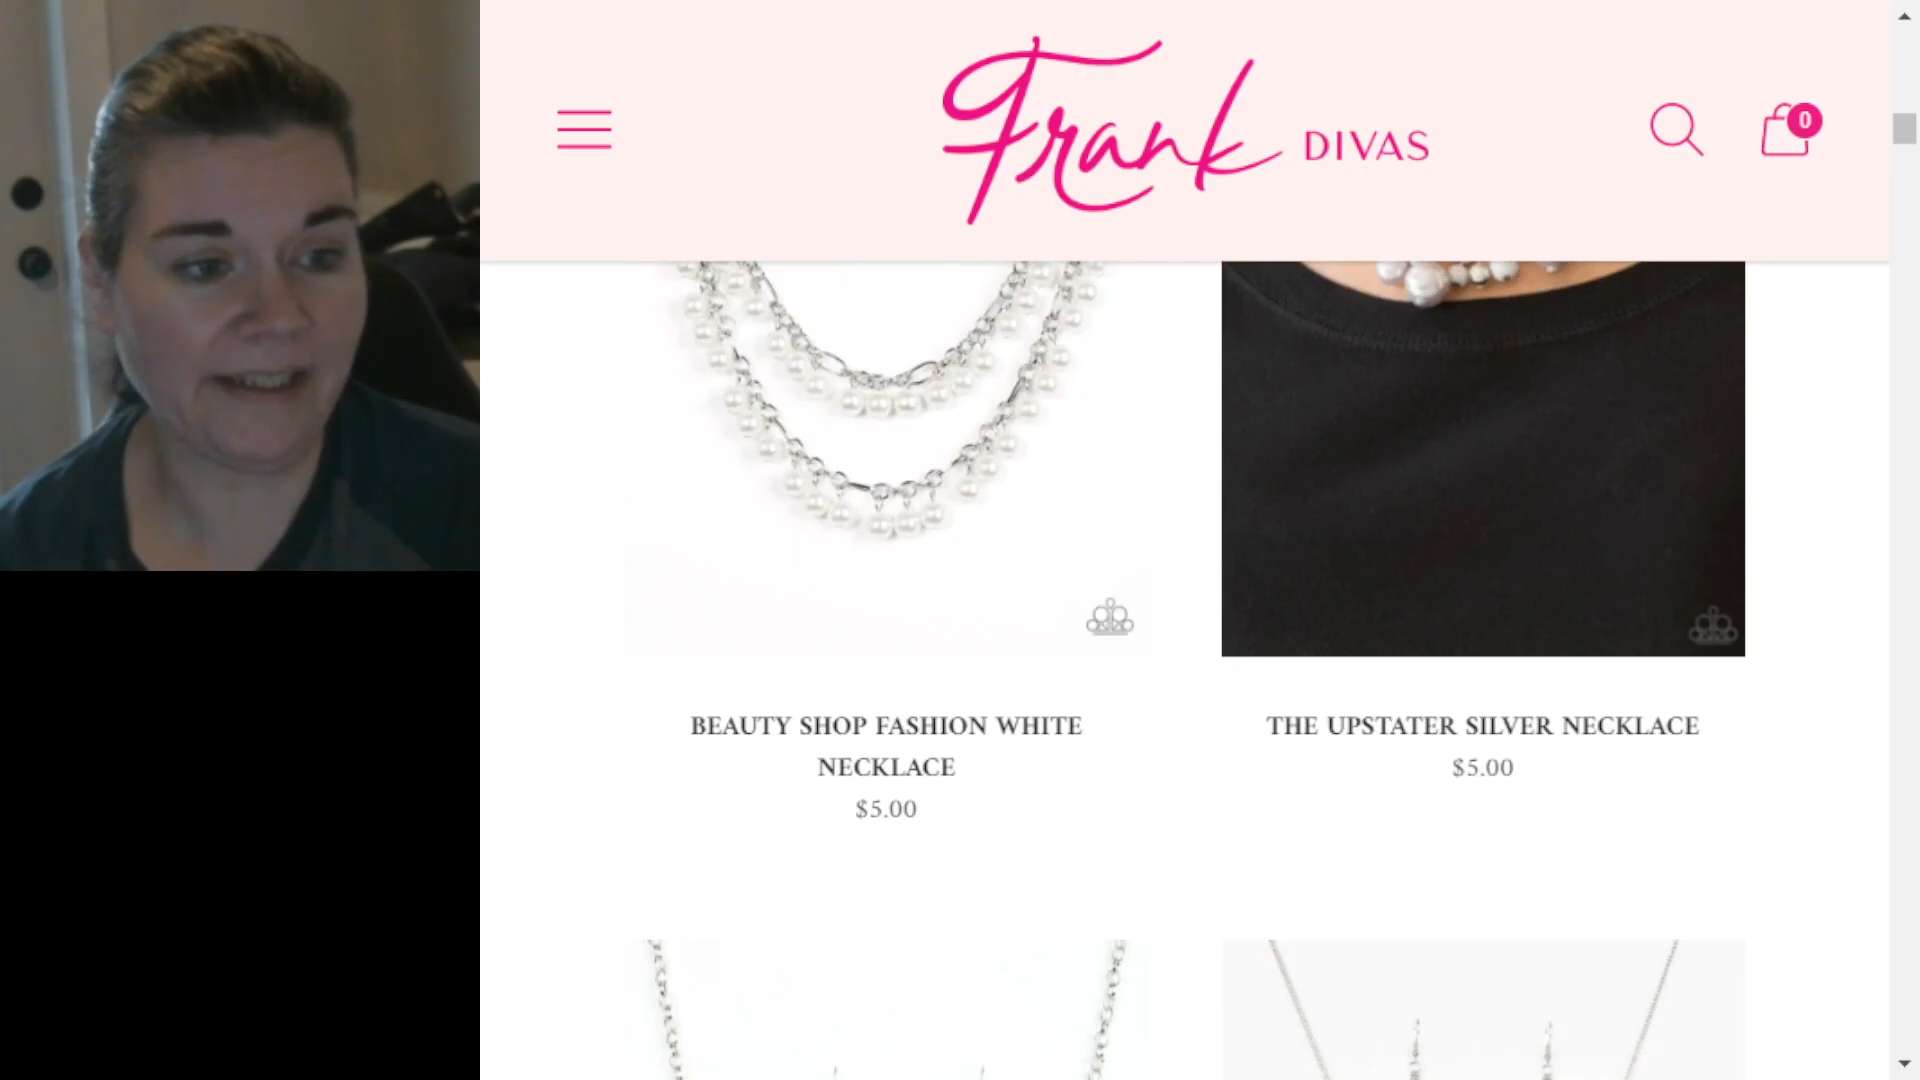 Frank DIVAS
0
BEAUTY SHOP FASHION WHITE
NECKLACE
$5.00
THE UPSTATER SILVER NECKLACE
$5.00